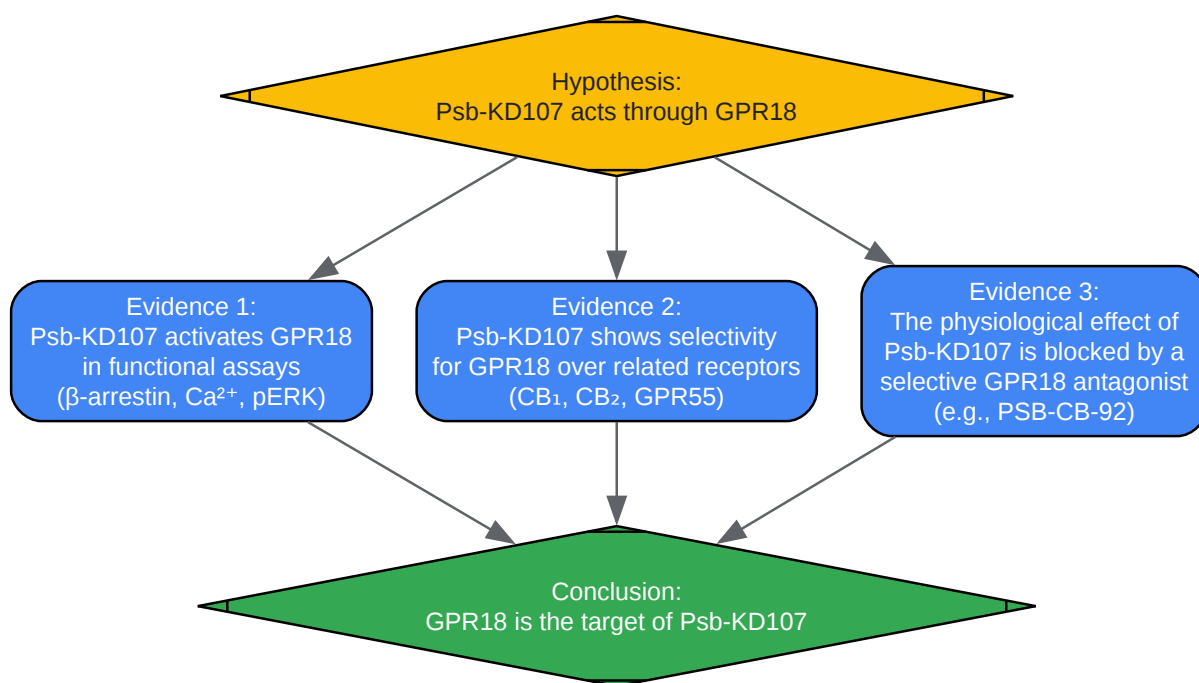 Hypothesis:
Psb-KD107 acts through GPR18
Evidence 1:
Psb-KD107 activates GPR18
in functional assays
(β-arrestin, Ca²⁺, pERK)
Evidence 2:
Psb-KD107 shows selectivity
for GPR18 over related receptors
(CB₁, CB₂, GPR55)
Evidence 3:
The physiological effect of
Psb-KD107 is blocked by a
selective GPR18 antagonist
(e.g., PSB-CB-92)
Conclusion:
GPR18 is the target of Psb-KD107